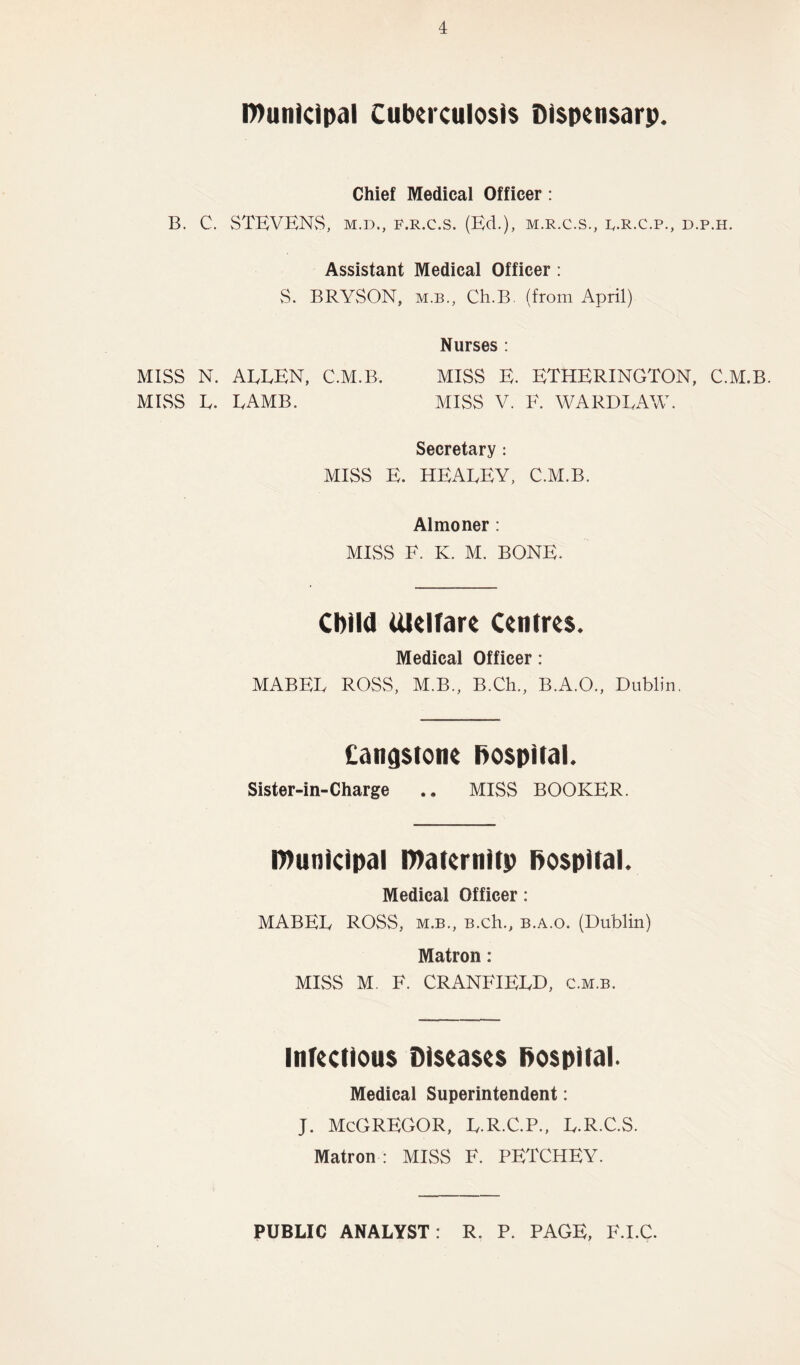 4
Municipal Tuberculosis Dispensary.
Chief Medical Officer :
B. C. STEVENS, M.D., F.R.C.S. (Ed.), M.R.C.S., L.R.C.P., D.P.H.
Assistant Medical Officer :
S. BRYSON, M.B., Ch.B. (from April)
Nurses :
MISS N. ALLEN, C.M.B. MISS E. ETHERINGTON, C.M.B.
MISS L. LAMB. MISS V. F. WARDLAW.
Secretary :
MISS E. HEALEY, C.M.B.
Almoner :
MISS F. K. M. BONE.
Child Welfare Centres.
Medical Officer :
MABEL ROSS, M.B., B.Ch., B.A.O., Dublin.
Langstone Hospital.
Sister-in-Charge .. MISS BOOKER.
Municipal Maternity Hospital.
Medical Officer :
MABEL ROSS, M.B., B.ch., B.A.O. (Dublin)
Matron :
MISS M. F. CRANFIELD, C.M.B.
Infectious Diseases Hospital.
Medical Superintendent :
J. McGREGOR, L.R.C.P., L.R.C.S.
Matron : MISS F. PETCHEY.
PUBLIC ANALYST : R. P. PAGE, F.I.C.